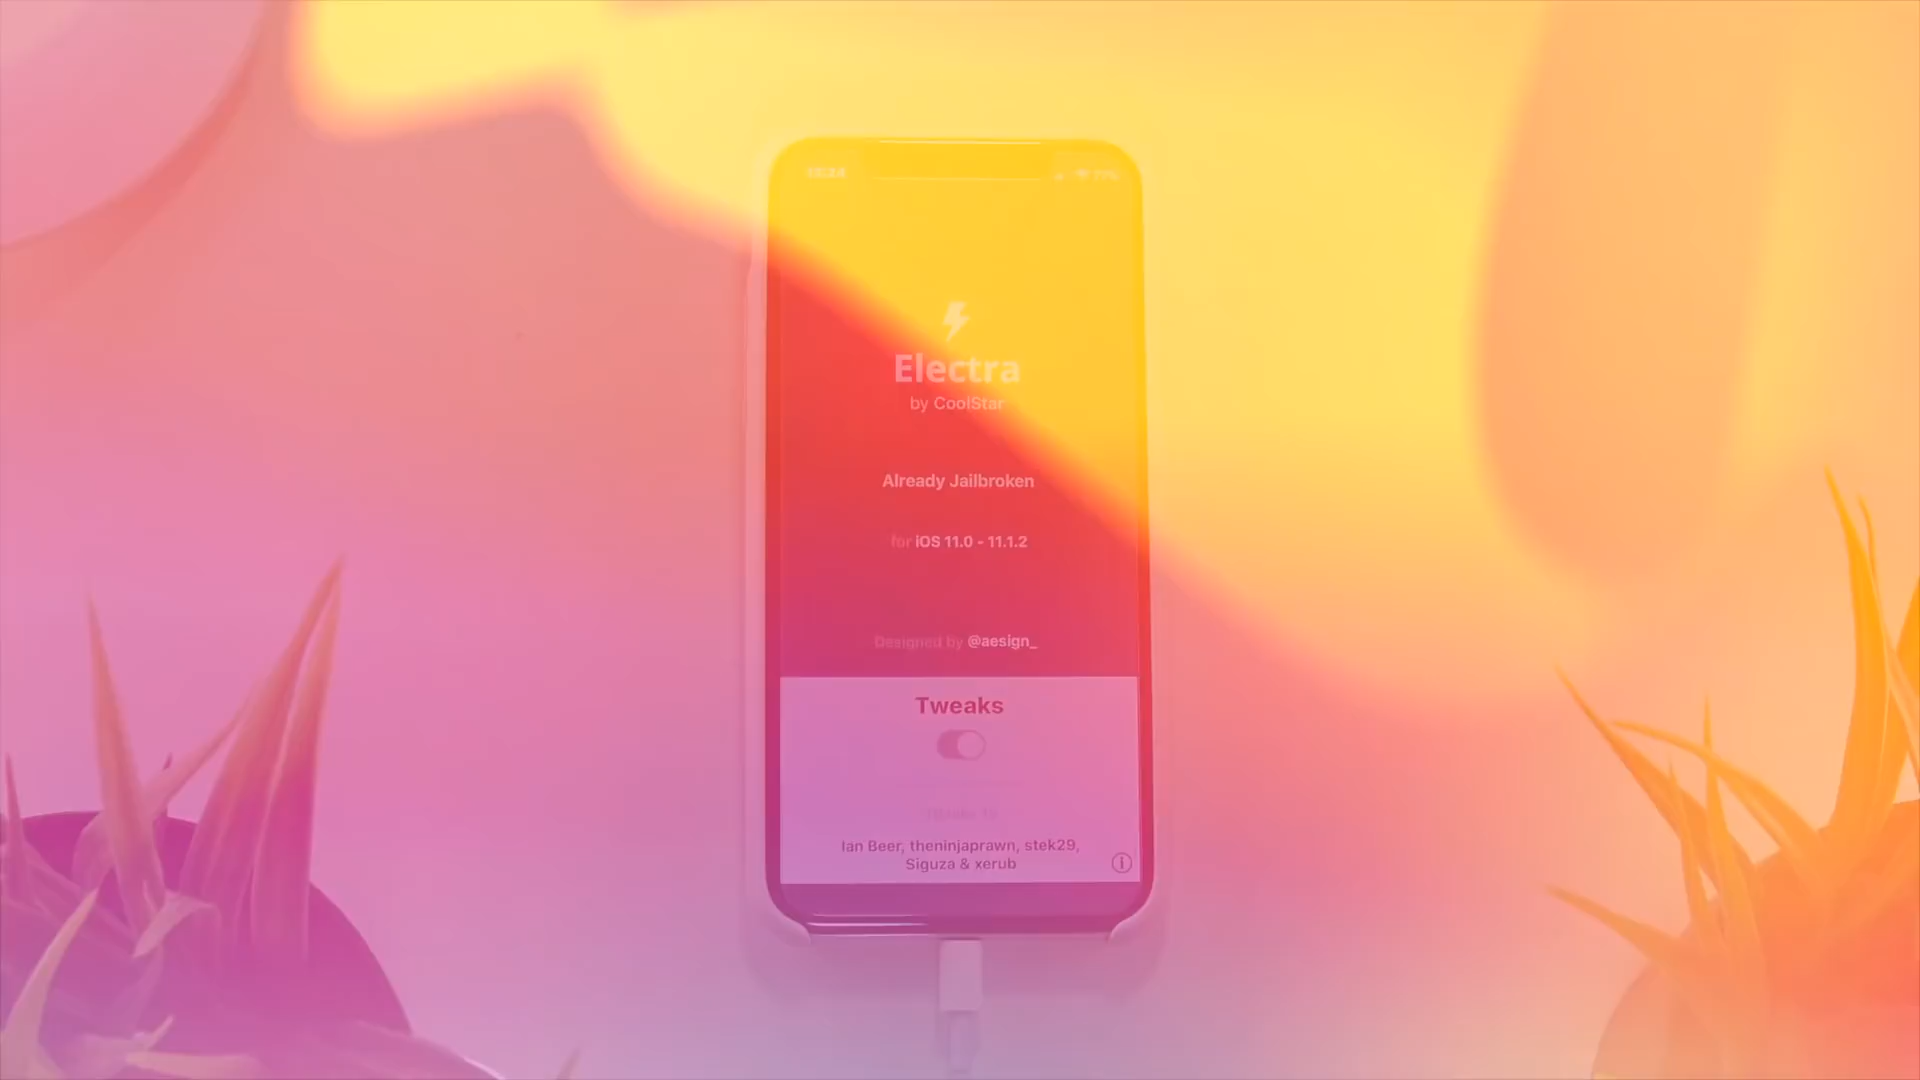 Electra
by CoolStar
Already Jailbroken
for iOS 11.0 - 11.1.2
Designed by @aesign_
Tweaks
Ian Beer, theninjaprawn, stek29,
Siguza & xerub